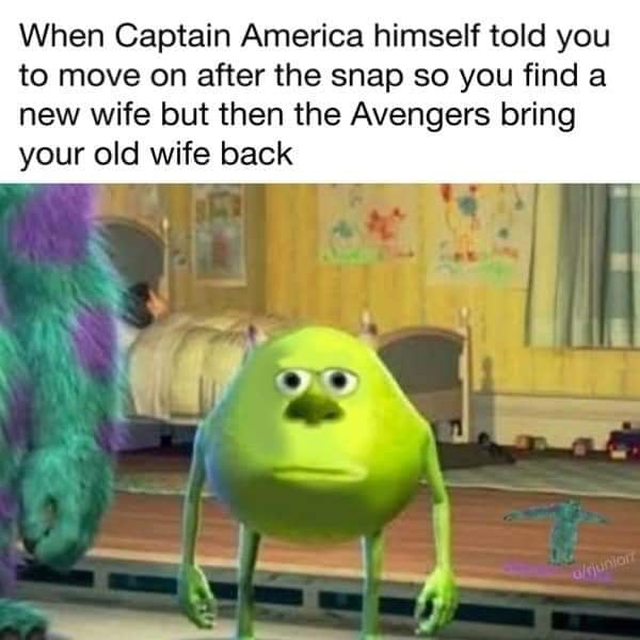 When Captain America himself told you
to move on after the snap so you find a
new wife but then the Avengers bring
your old wife back